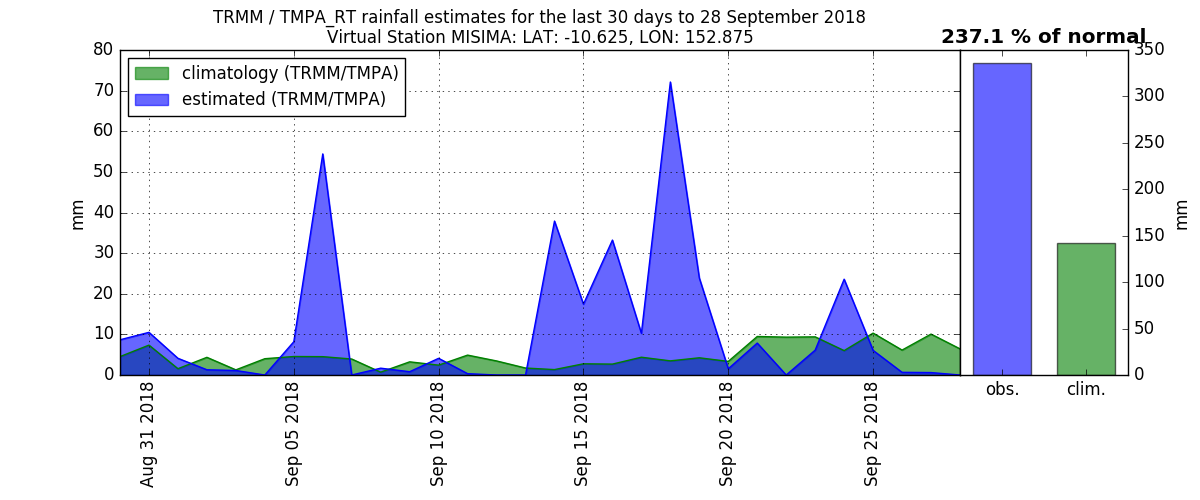 TRMM / TMPA_RT rainfall estimates for the last 30 days to 28 September 2018
Virtual Station MISIMA: LAT: -10.625, LON: 152.875
237.1 % of normal
climatology (TRMM/TMPA)
estimated (TRMM/TMPA)
80
70
60
50
40
30
20
10
0
mm
Aug 31 2018
Sep 05 2018
Sep 10 2018
Sep 15 2018
Sep 20 2018
Sep 25 2018
350
300
250
200
150
100
50
0
mm
obs.
clim.